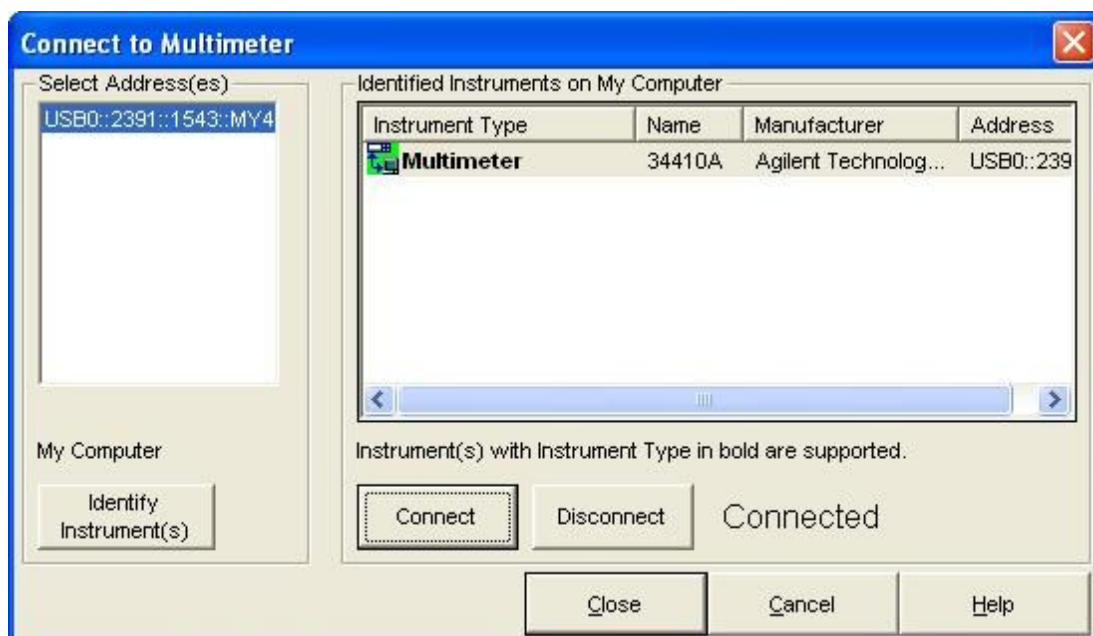 Connect to Multimeter
Select Address(es)
USB0::2391::1543::MY4
My Computer
Identify
Instrument(s)
Identified Instruments on My Computer
Instrument Type Name Manufacturer Address
Multimeter 34410A Agilent Technolog... USB0::239
Instrument(s) with Instrument Type in bold are supported.
Connect Disconnect Connected
Close Cancel Help